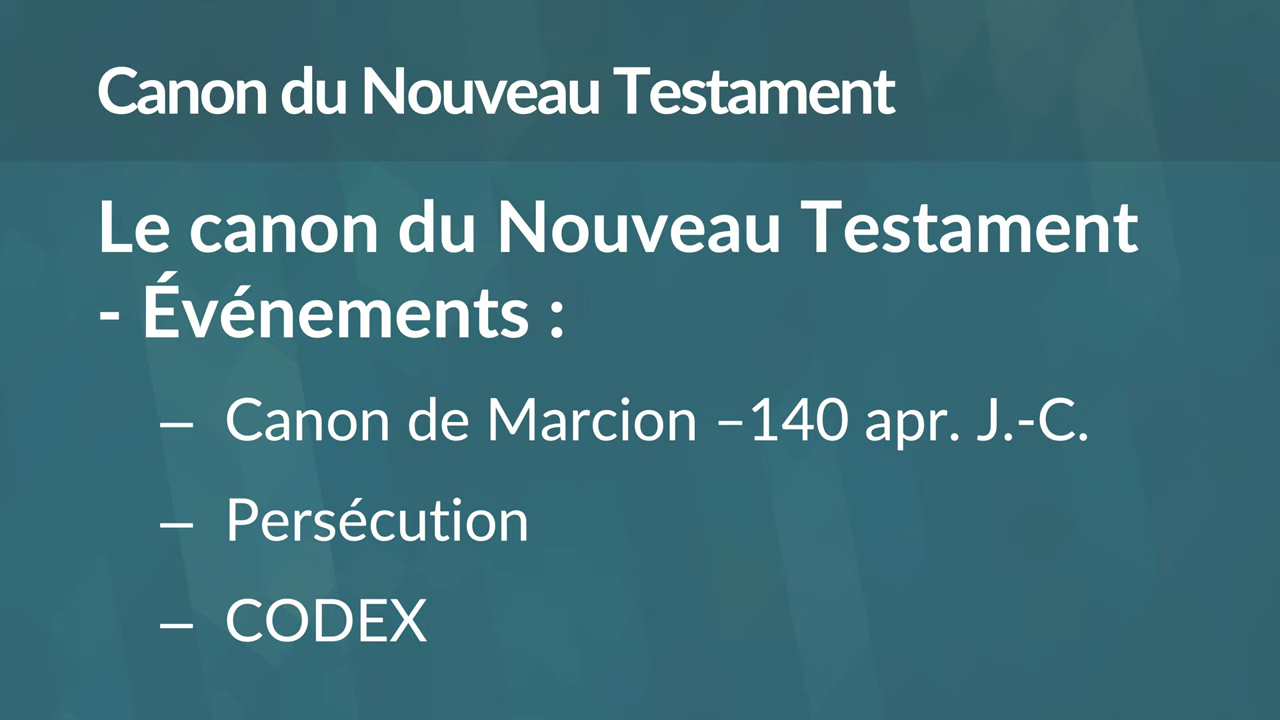 Canon du Nouveau Testament
Le canon du Nouveau Testament
- Événements :
– Canon de Marcion –140 apr. J.-C.
– Persécution
– CODEX